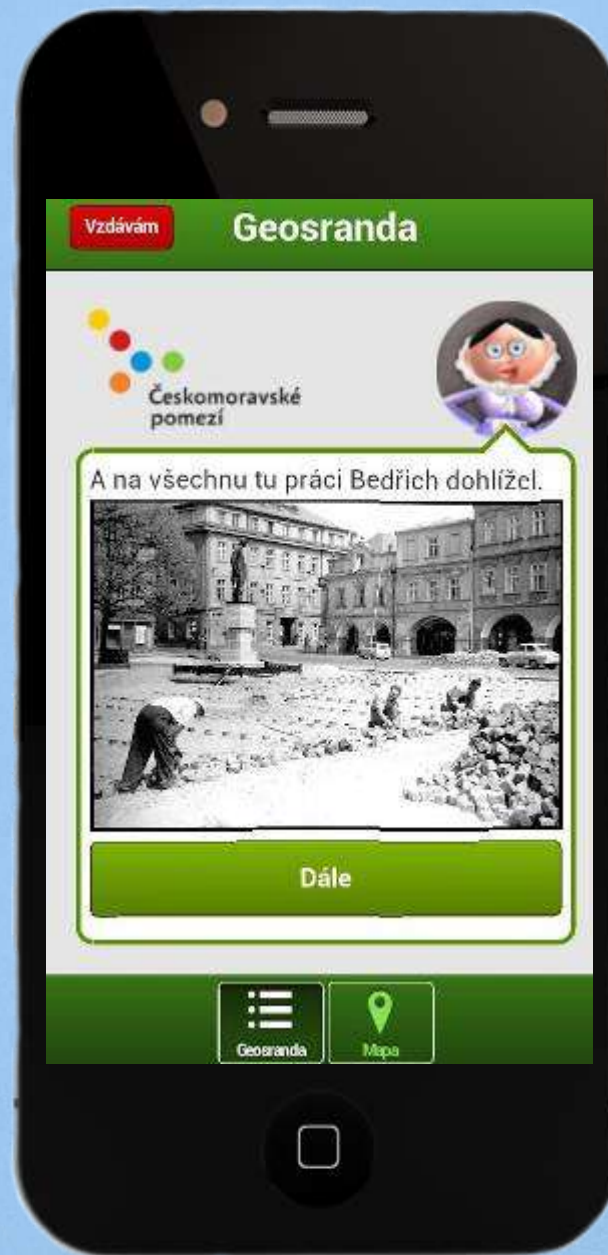 Vzdávám
Geosranda
Českomoravské
pomezí
A na všechnu tu práci Bedřich dohlížel.
Dále
Geosranda
Mapa